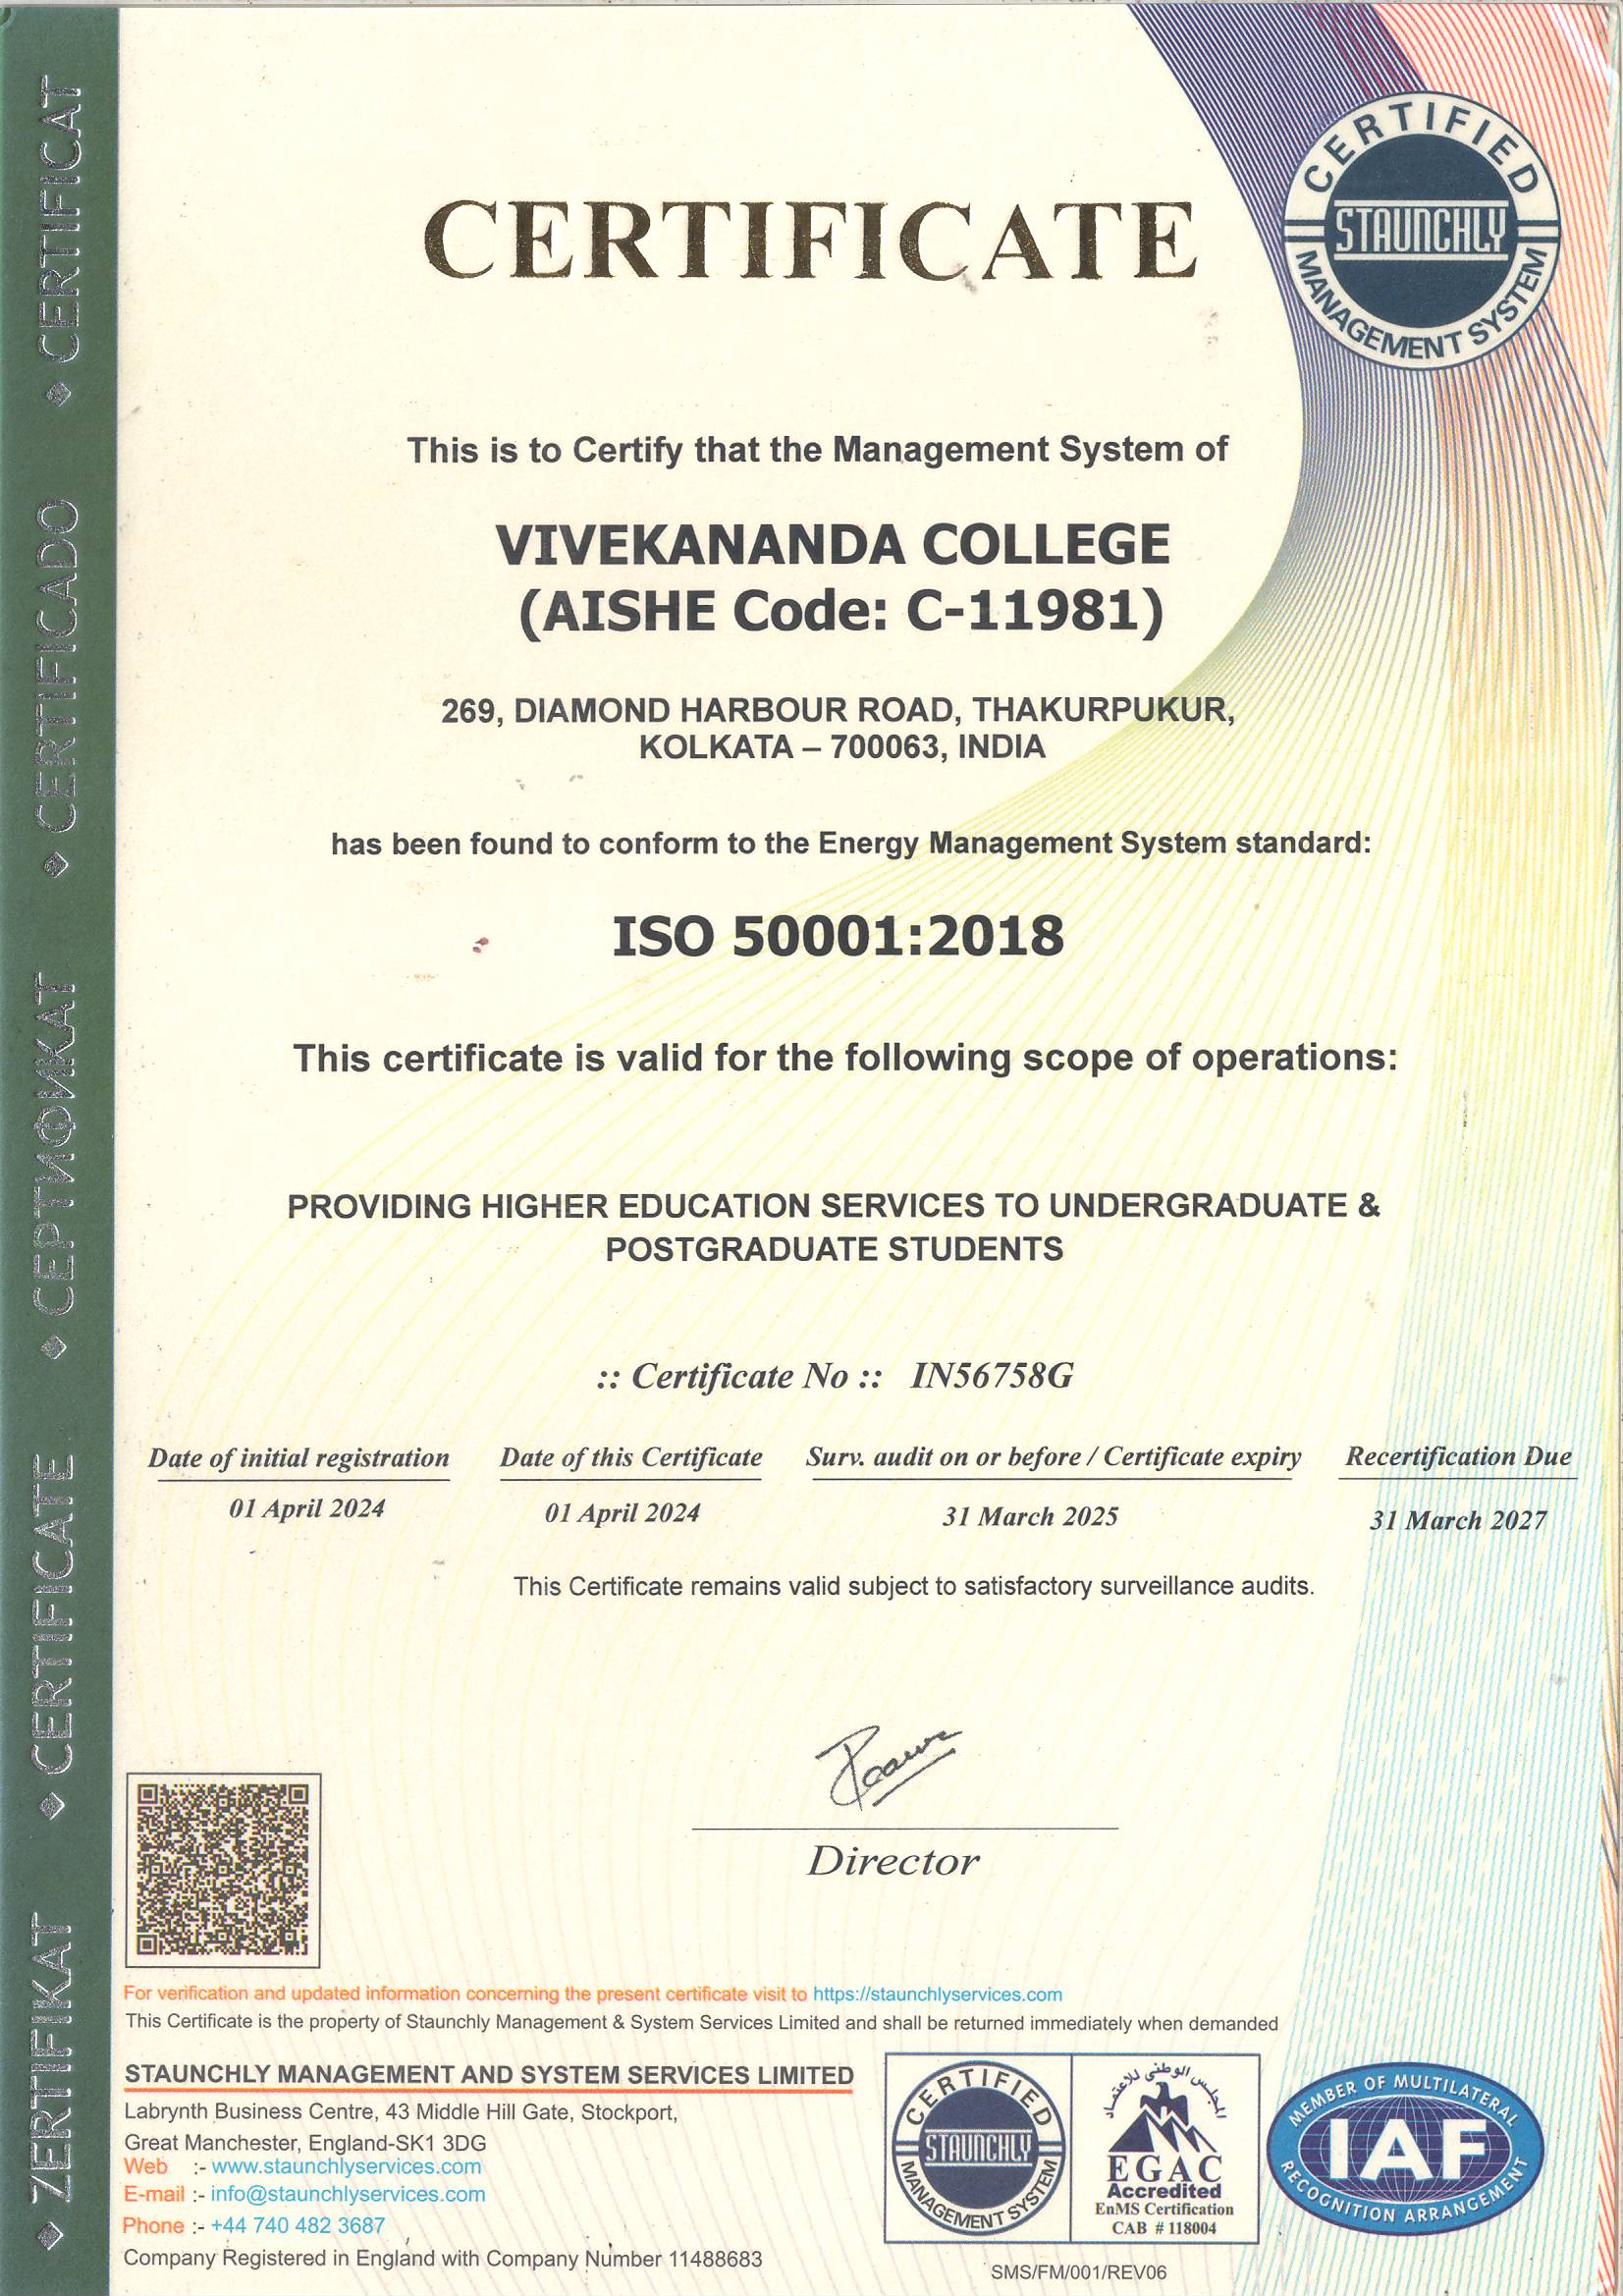 CERTIFICATE
CERTIFIED
STAUNCHLY
MANAGEMENT SYSTEM
This is to Certify that the Management System of
VIVEKANANDA COLLEGE
(AISHE Code: C-11981)
269, DIAMOND HARBOUR ROAD, THAKURPUKUR,
KOLKATA – 700063, INDIA
has been found to conform to the Energy Management System standard:
ISO 50001:2018
This certificate is valid for the following scope of operations:
PROVIDING HIGHER EDUCATION SERVICES TO UNDERGRADUATE &
POSTGRADUATE STUDENTS
:: Certificate No :: IN56758G
Date of initial registration Date of this Certificate Surv. audit on or before / Certificate expiry Recertification Due
01 April 2024 01 April 2024 31 March 2025 31 March 2027
This Certificate remains valid subject to satisfactory surveillance audits.
Director
For verification and updated information concerning the present certificate visit to https://staunchlyservices.com
This Certificate is the property of Staunchly Management & System Services Limited and shall be returned immediately when demanded
STAUNCHLY MANAGEMENT AND SYSTEM SERVICES LIMITED
Labrynth Business Centre, 43 Middle Hill Gate, Stockport,
Great Manchester, England-SK1 3DG
Web :- www.staunchlyservices.com
E-mail :- info@staunchlyservices.com
Phone :- +44 740 482 3687
Company Registered in England with Company Number 11488683
CERTIFIED
STAUNCHLY
MANAGEMENT SYSTEM
المجلس الوطني للاعتماد
EGAC
Accredited
EnMS Certification
CAB # 118004
MEMBER OF MULTILATERAL
IAF
RECOGNITION ARRANGEMENT
SMS/FM/001/REV06
◆ ZERTIFIKAT ◆ CERTIFICATE ◆ СЕРТИФИКАТ ◆ CERTIFICADO ◆ CERTIFICAT